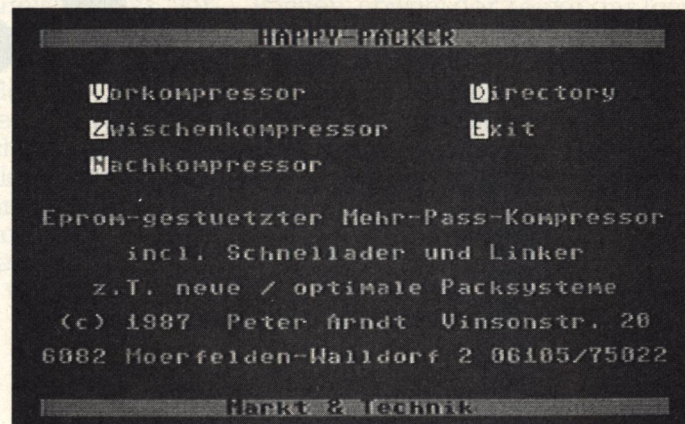 HAPPY-PACKER
Vorkompressor Directory
Zwischenkompressor Exit
Nachkompressor
Eprom-gestuetzter Mehr-Pass-Kompressor
incl. Schnellader und Linker
z.T. neue / optimale Packsysteme
(c) 1987 Peter Arndt Vinsonstr. 20
6082 Moerfelden-Walldorf 2 06105/75022
Markt & Technik